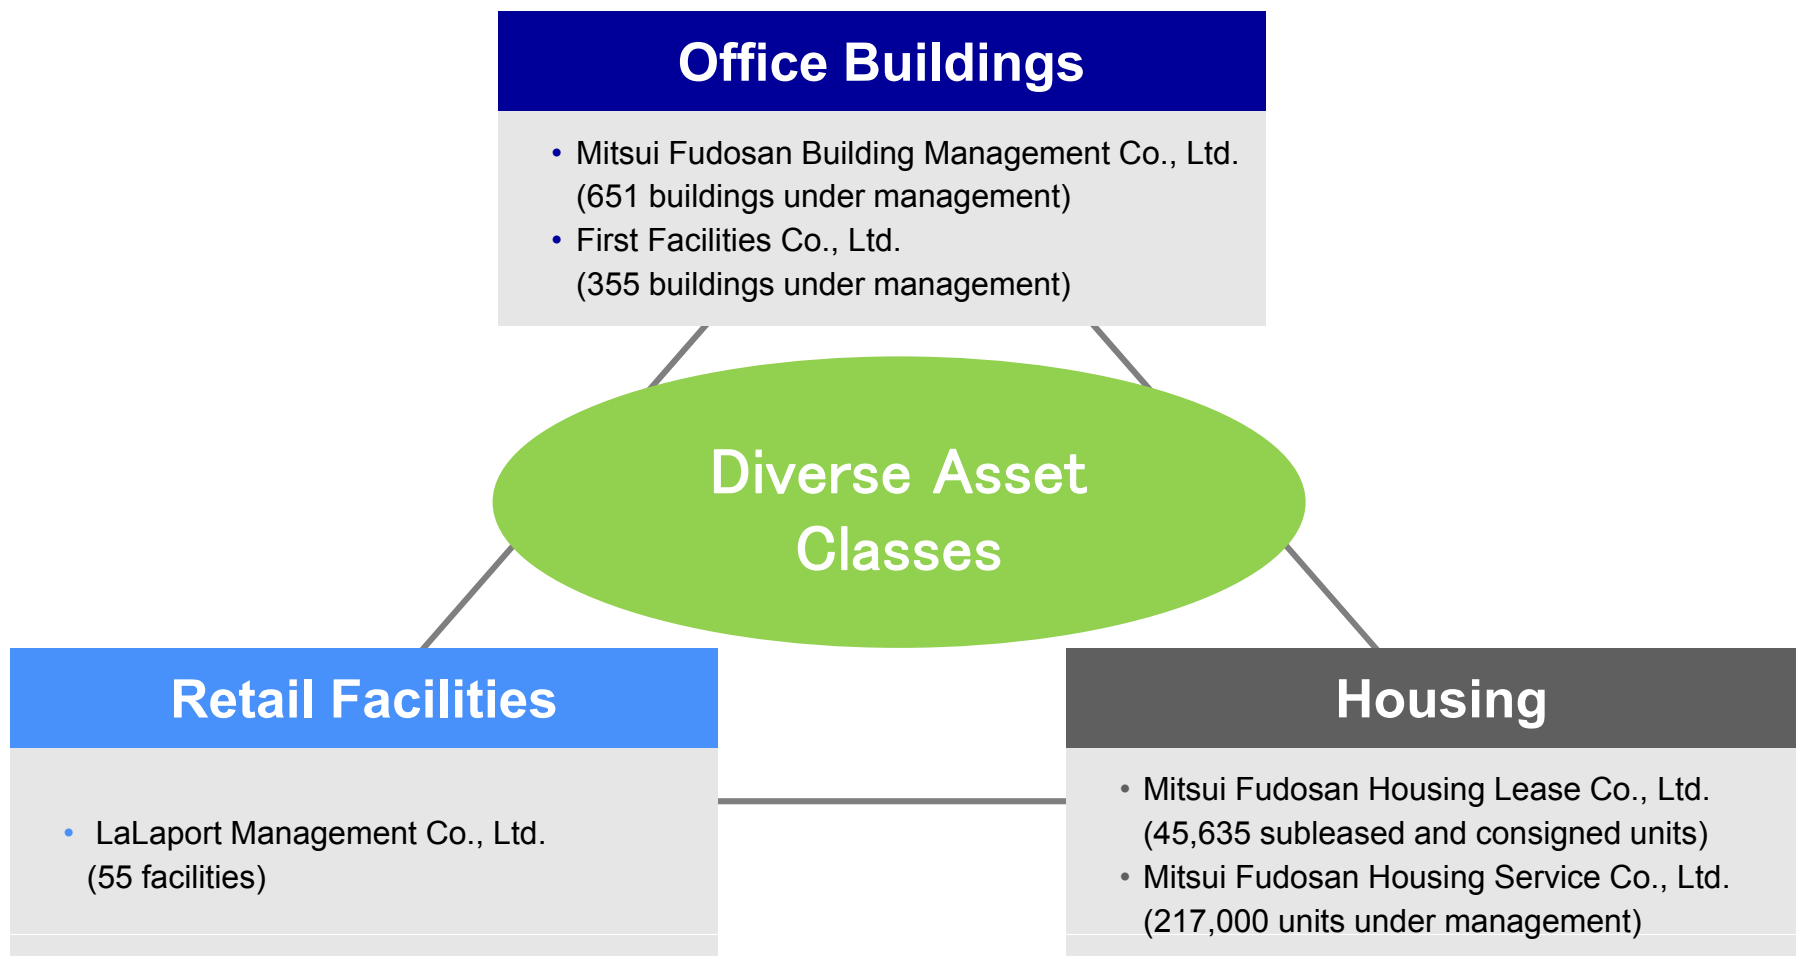 Office Buildings
• Mitsui Fudosan Building Management Co., Ltd.
(651 buildings under management)
• First Facilities Co., Ltd.
(355 buildings under management)
Diverse Asset
Classes
Retail Facilities
• LaLaport Management Co., Ltd.
(55 facilities)
Housing
• Mitsui Fudosan Housing Lease Co., Ltd.
(45,635 subleased and consigned units)
• Mitsui Fudosan Housing Service Co., Ltd.
(217,000 units under management)